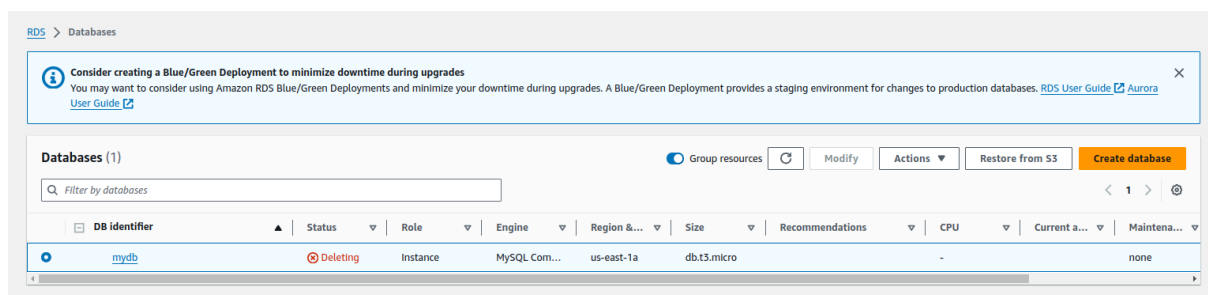 RDS > Databases
Consider creating a Blue/Green Deployment to minimize downtime during upgrades
You may want to consider using Amazon RDS Blue/Green Deployments and minimize your downtime during upgrades. A Blue/Green Deployment provides a staging environment for changes to production databases. RDS User Guide Aurora
User Guide
Databases (1)
Group resources
Modify
Actions
Restore from S3
Create database
Filter by databases
< 1 >
DB identifier Status Role Engine Region &... Size Recommendations CPU Current a... Maintena...
mydb Deleting Instance MySQL Com... us-east-1a db.t3.micro - none